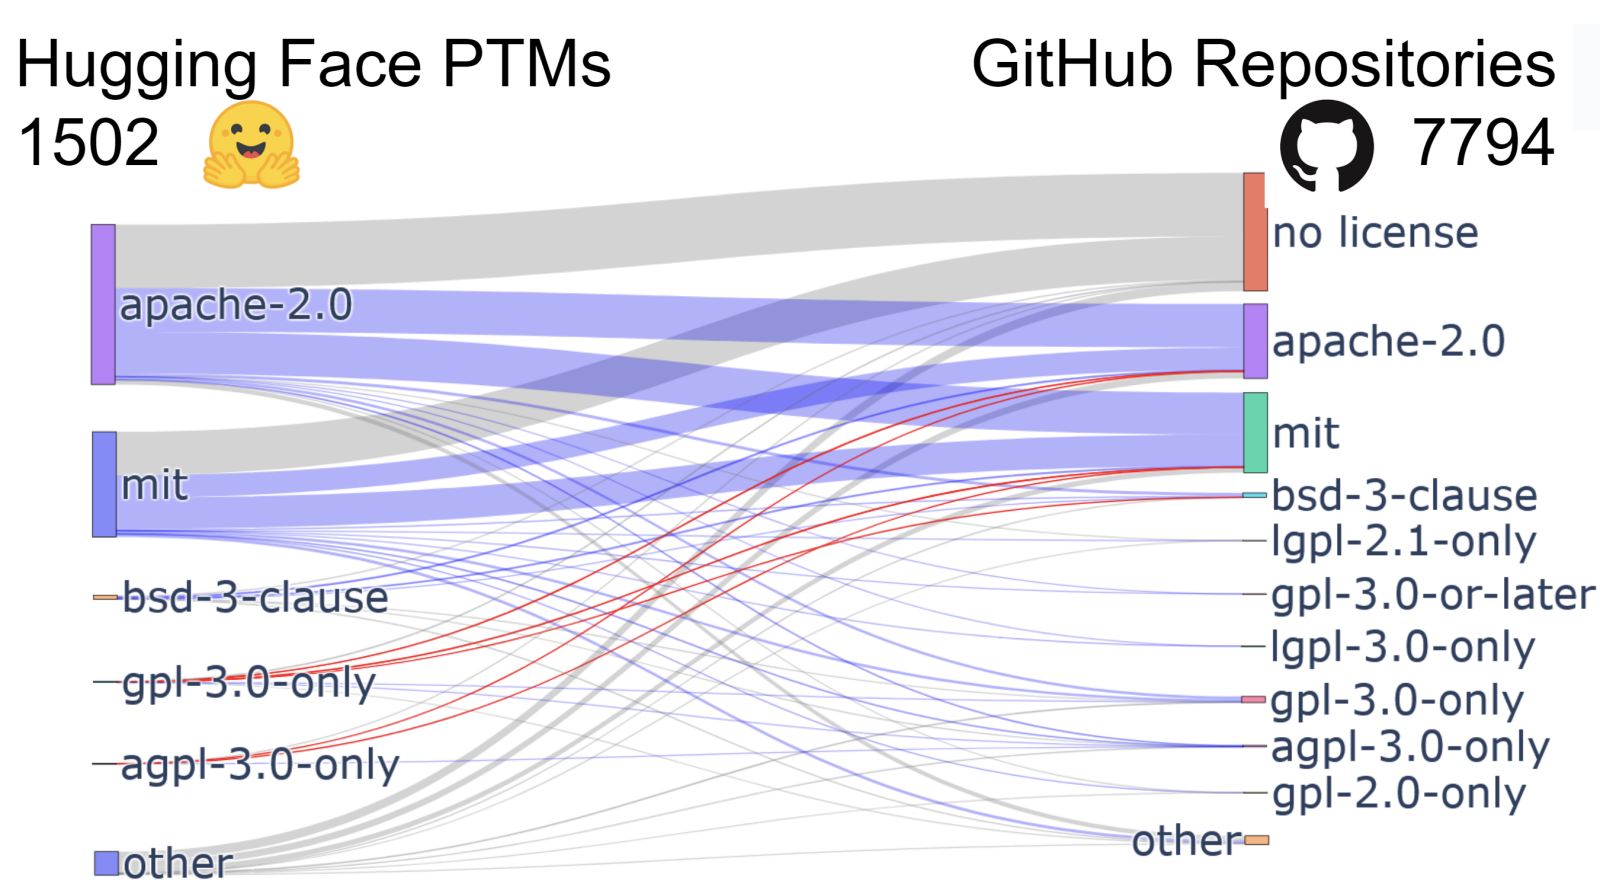 Hugging Face PTMs
1502
GitHub Repositories
7794
apache-2.0
mit
bsd-3-clause
gpl-3.0-only
agpl-3.0-only
other
no license
apache-2.0
mit
bsd-3-clause
lgpl-2.1-only
gpl-3.0-or-later
lgpl-3.0-only
gpl-3.0-only
agpl-3.0-only
gpl-2.0-only
other